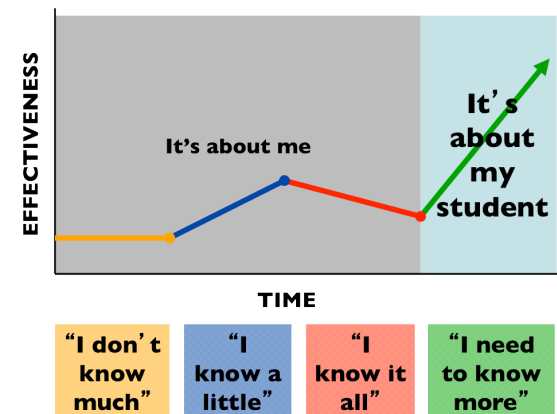 EFFECTIVENESS
It's about me
It's
about
my
student
TIME
“I don't
know
much”
“I
know a
little”
“I
know it
all”
“I need
to know
more”